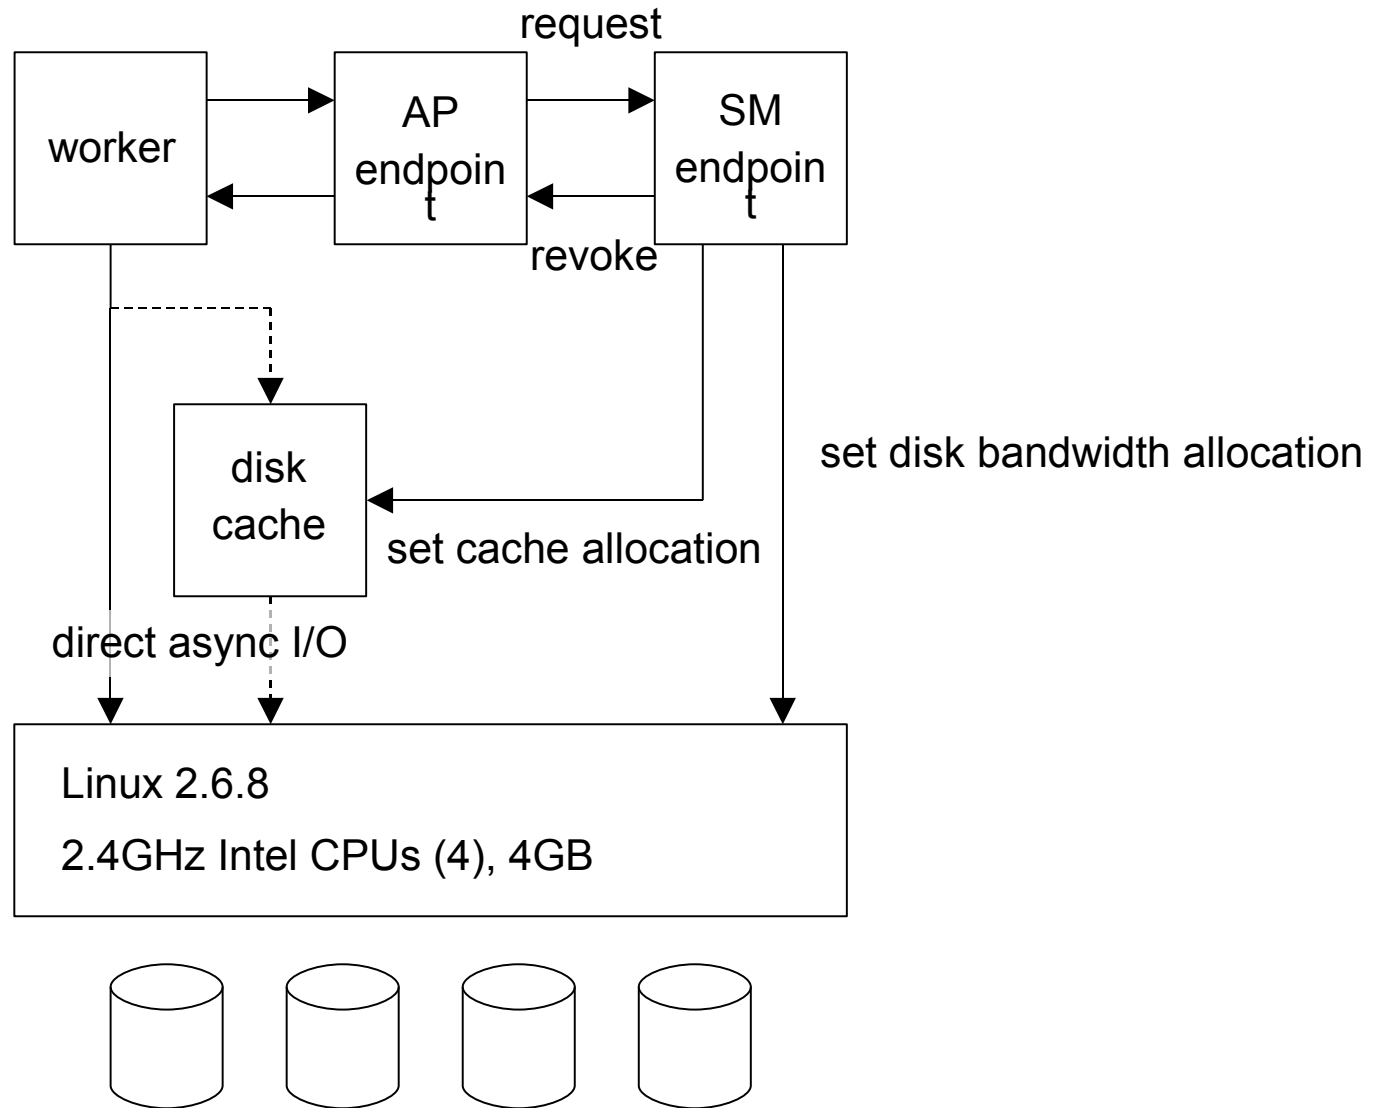 request
worker
AP
endpoin
t
SM
endpoin
t
revoke
disk
cache
set disk bandwidth allocation
set cache allocation
direct async I/O
Linux 2.6.8
2.4GHz Intel CPUs (4), 4GB